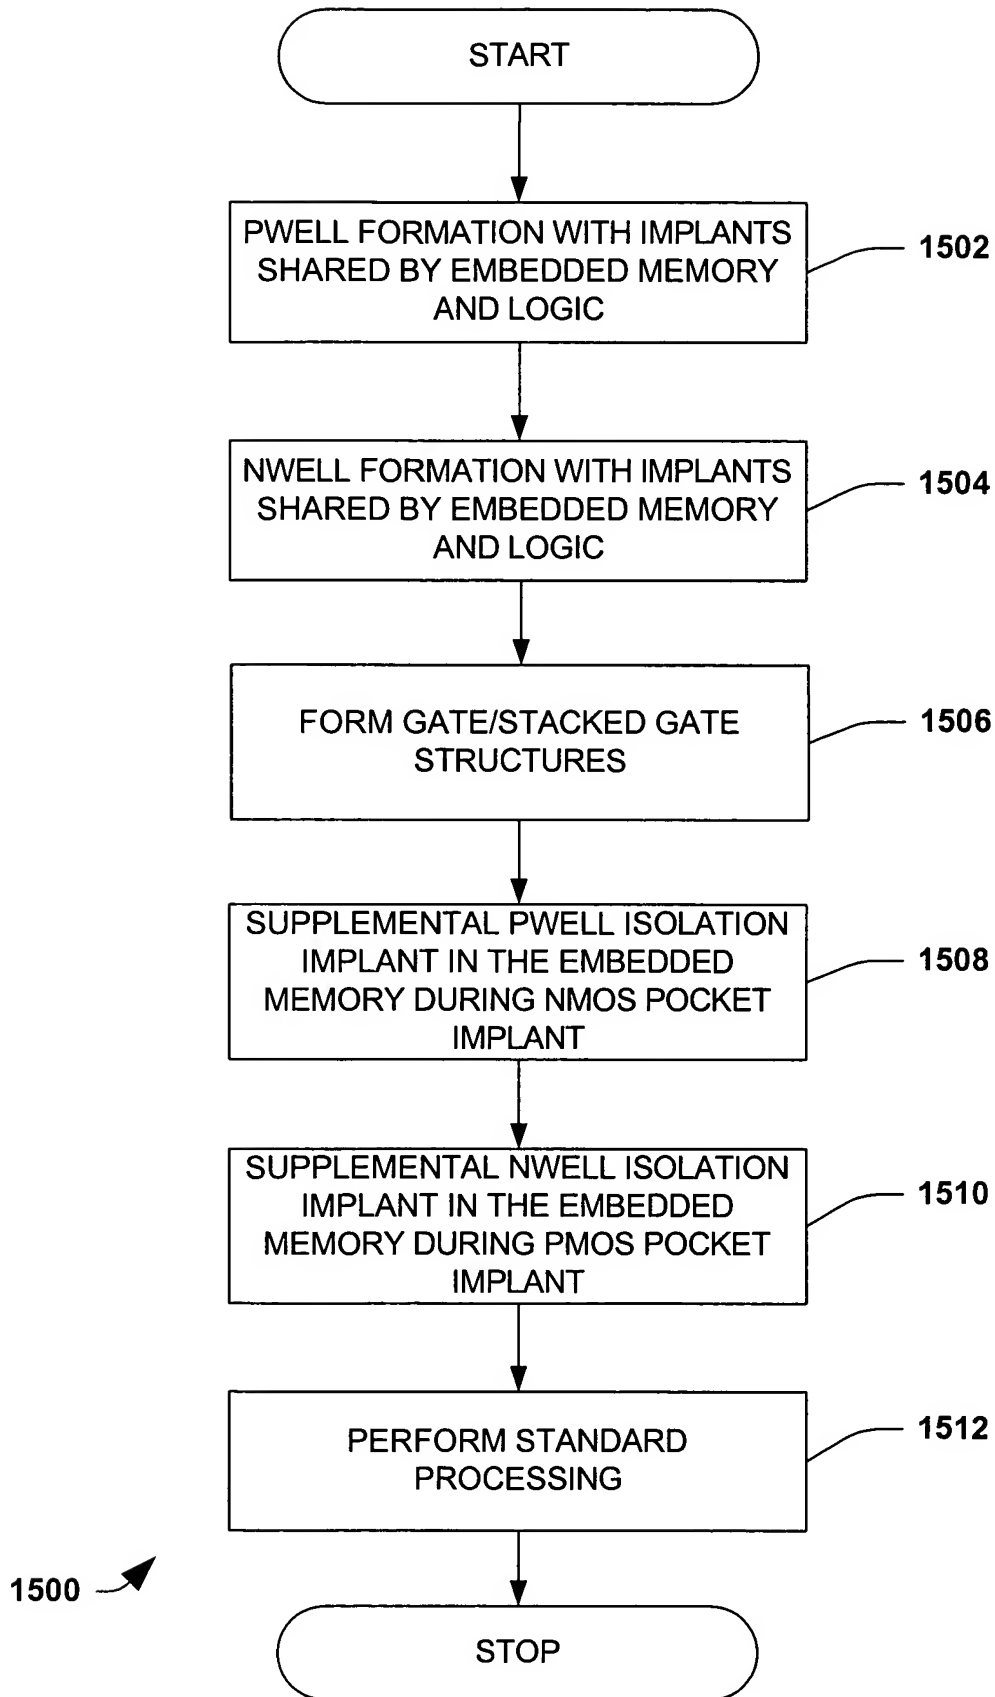 START
PWELL FORMATION WITH IMPLANTS
SHARED BY EMBEDDED MEMORY
AND LOGIC
1502
NWELL FORMATION WITH IMPLANTS
SHARED BY EMBEDDED MEMORY
AND LOGIC
1504
FORM GATE/STACKED GATE
STRUCTURES
1506
SUPPLEMENTAL PWELL ISOLATION
IMPLANT IN THE EMBEDDED
MEMORY DURING NMOS POCKET
IMPLANT
1508
SUPPLEMENTAL NWELL ISOLATION
IMPLANT IN THE EMBEDDED
MEMORY DURING PMOS POCKET
IMPLANT
1510
PERFORM STANDARD
PROCESSING
1512
1500
STOP